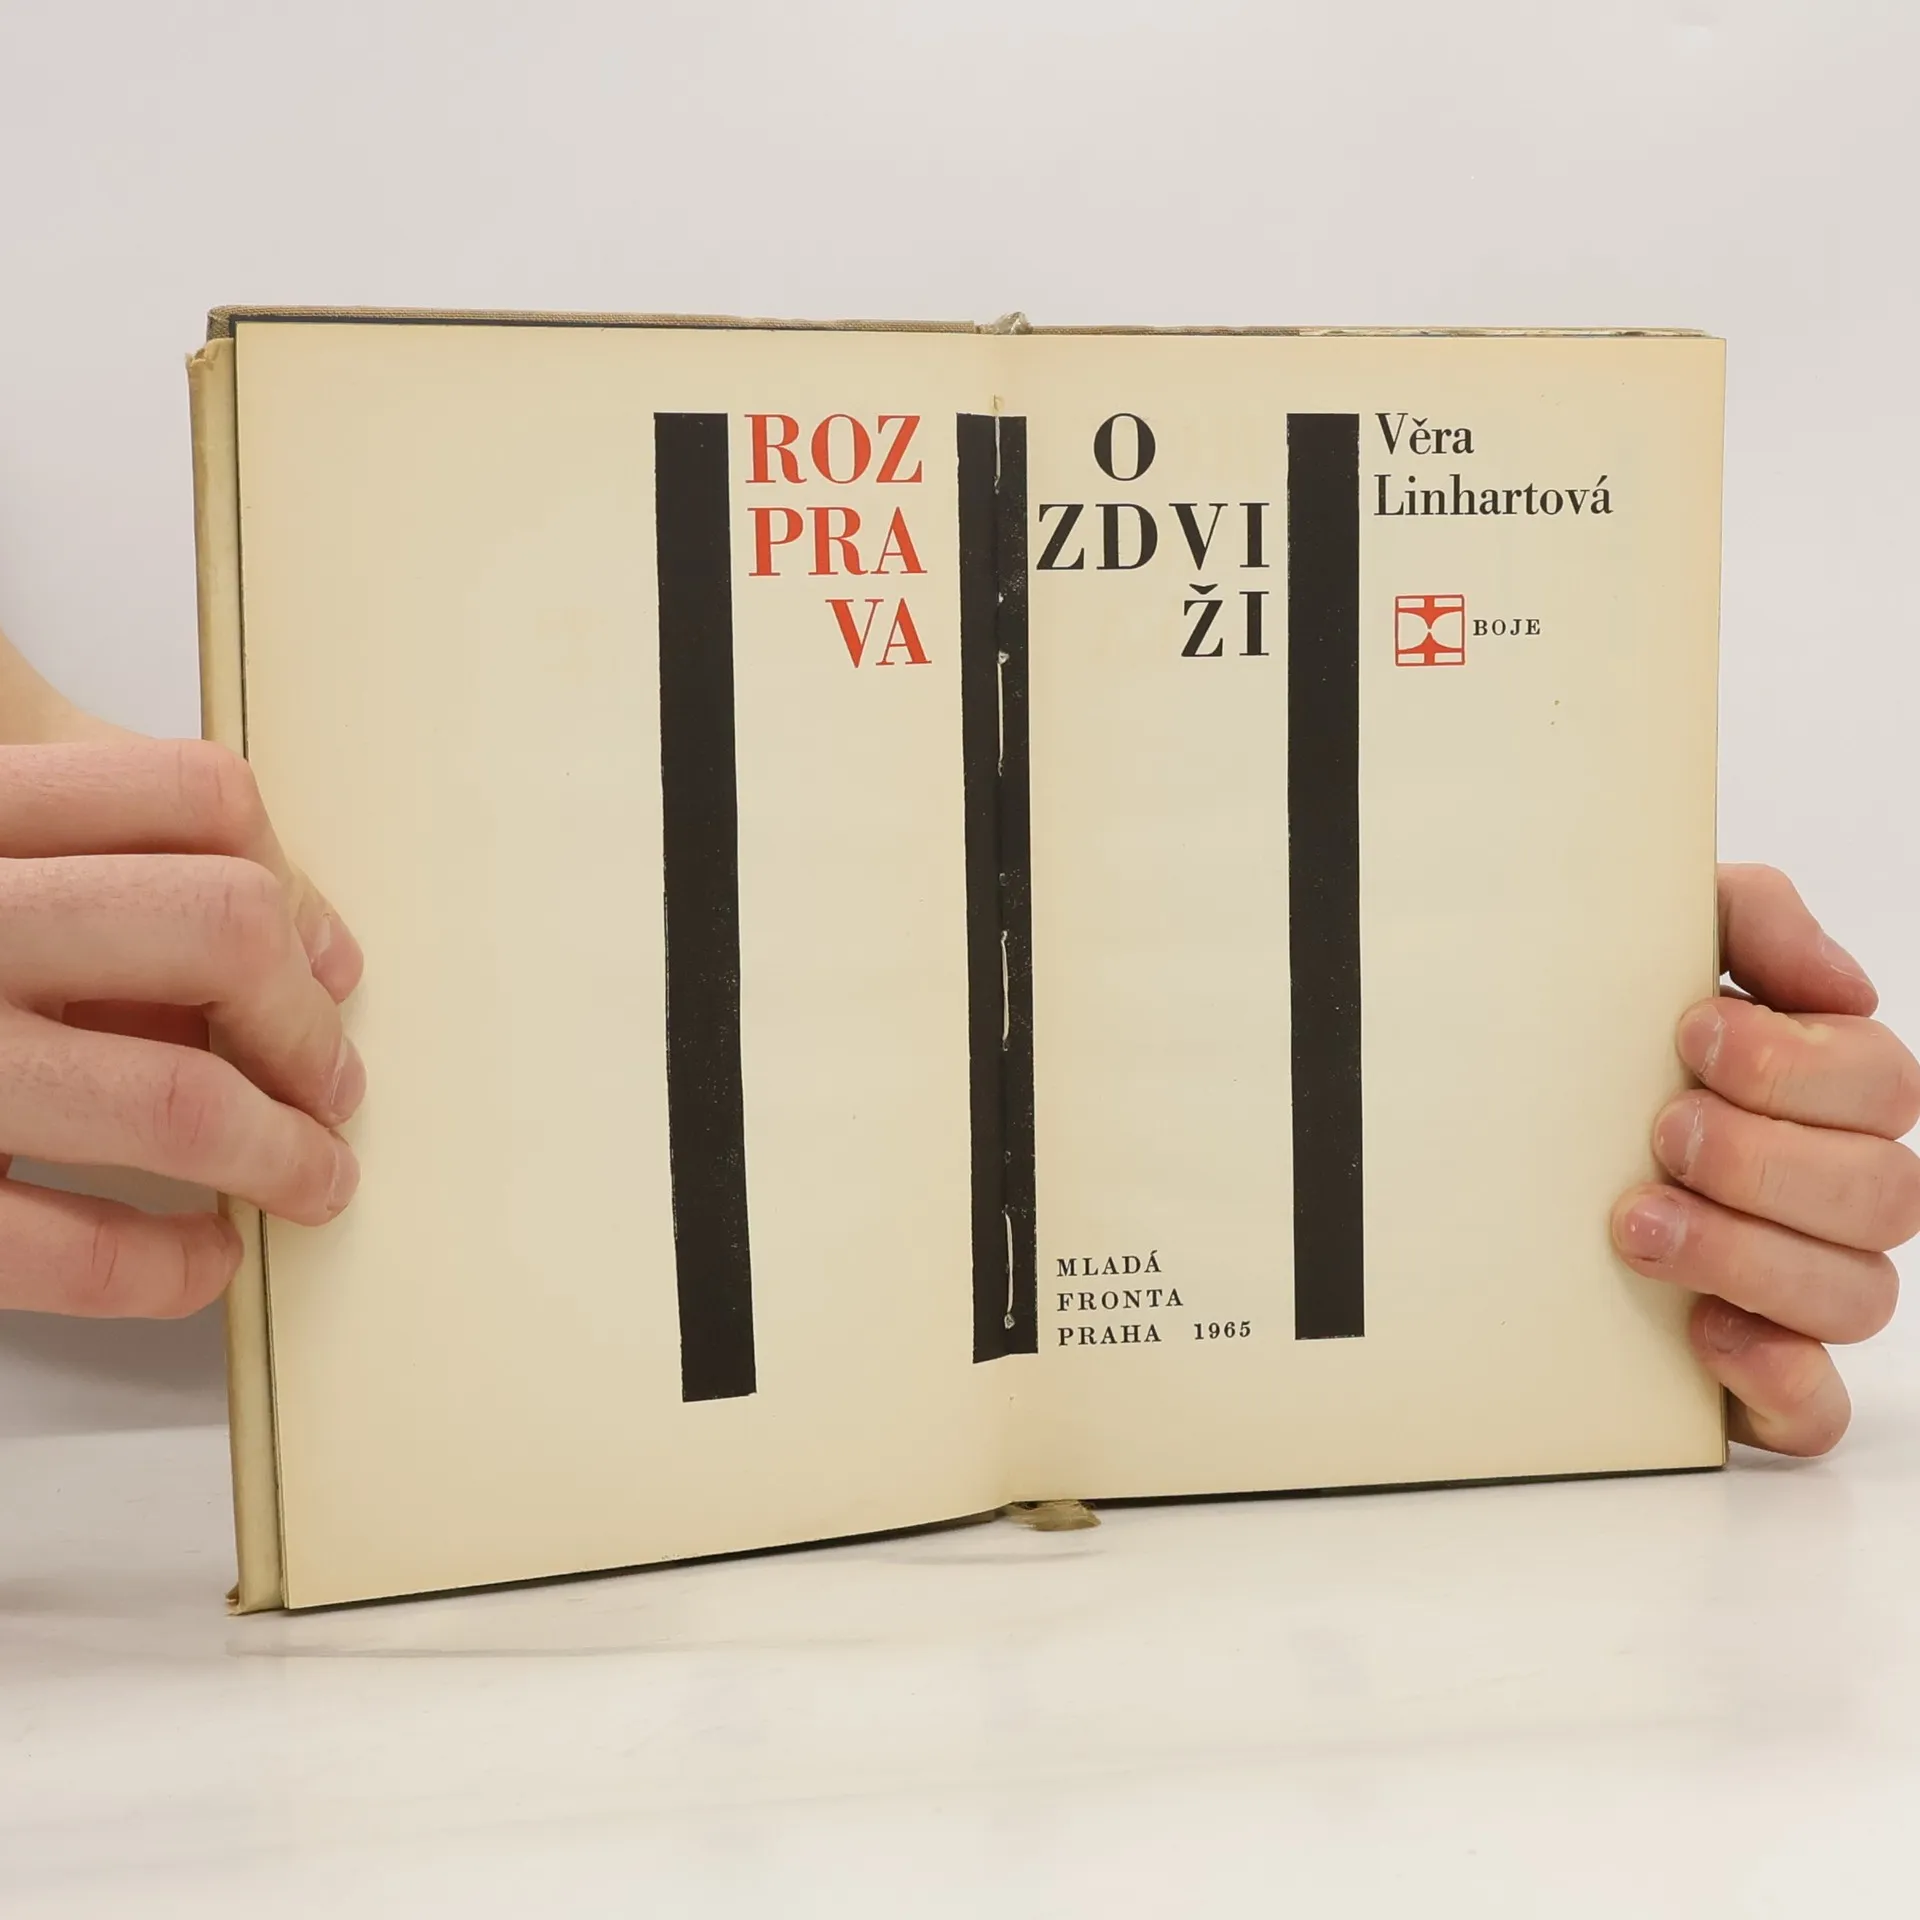 ROZ
PRA
VA
O
ZDVI
ŽI
Věra
Linhartová
BOJE
MLADÁ
FRONTA
PRAHA 1965